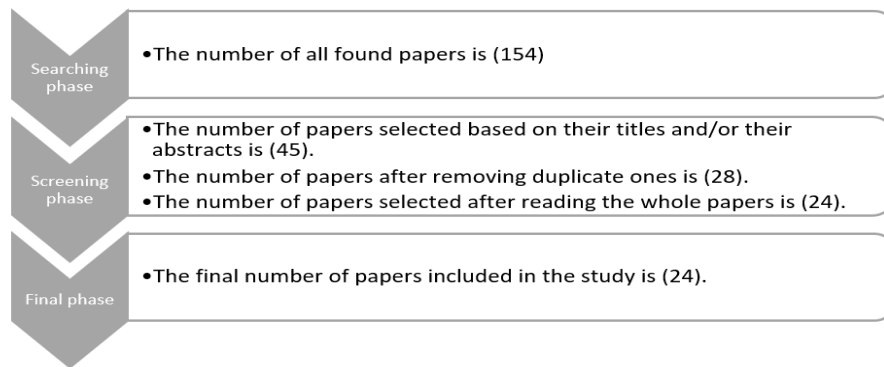 Searching
phase
•The number of all found papers is (154)
Screening
phase
•The number of papers selected based on their titles and/or their
abstracts is (45).
•The number of papers after removing duplicate ones is (28).
•The number of papers selected after reading the whole papers is (24).
Final phase
•The final number of papers included in the study is (24).